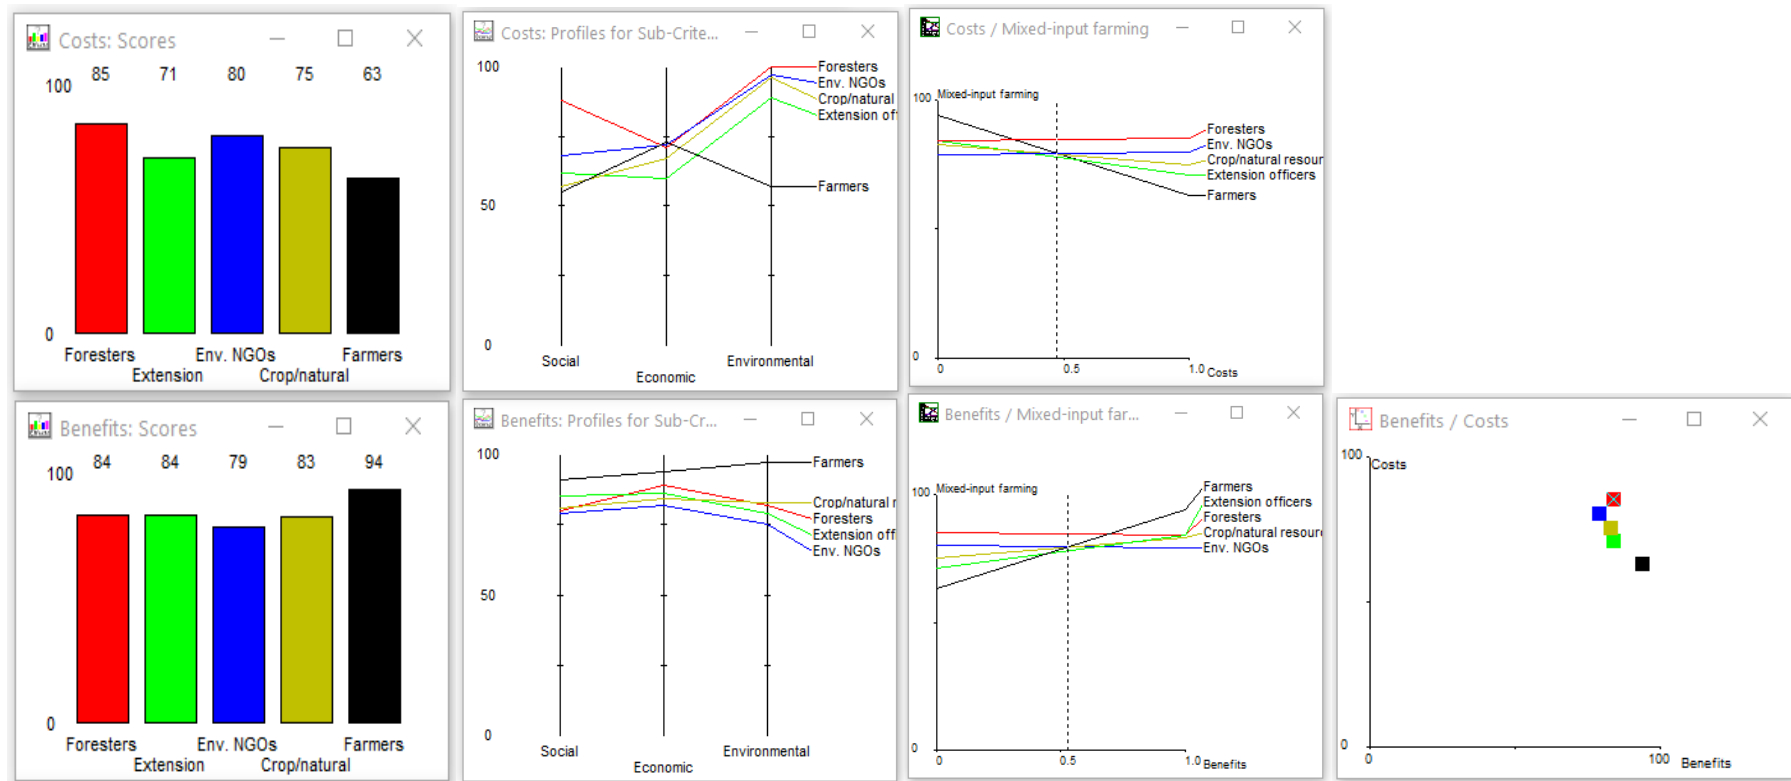 Costs: Scores
85 71 80 75 63
100
0
Foresters Env. NGOs Farmers
Extension Crop/natural
Costs: Profiles for Sub-Crite...
100
Foresters
Env. NGOs
Crop/natural
Extension off
50
Farmers
0
Social Environmental
Economic
Costs / Mixed-input farming
100 Mixed-input farming
Foresters
Env. NGOs
Crop/natural resour
Extension officers
Farmers
0
0 0.5 1.0 Costs
Benefits: Scores
84 84 79 83 94
100
0
Foresters Env. NGOs Farmers
Extension Crop/natural
Benefits: Profiles for Sub-Cr...
100
Farmers
Crop/natural r
Foresters
Extension off
Env. NGOs
50
0
Social Environmental
Economic
Benefits / Mixed-input far...
Farmers
100 Mixed-input farming
Extension officers
Foresters
Crop/natural resour
Env. NGOs
0
0 0.5 1.0 Benefits
Benefits / Costs
100 Costs
0
0 100 Benefits